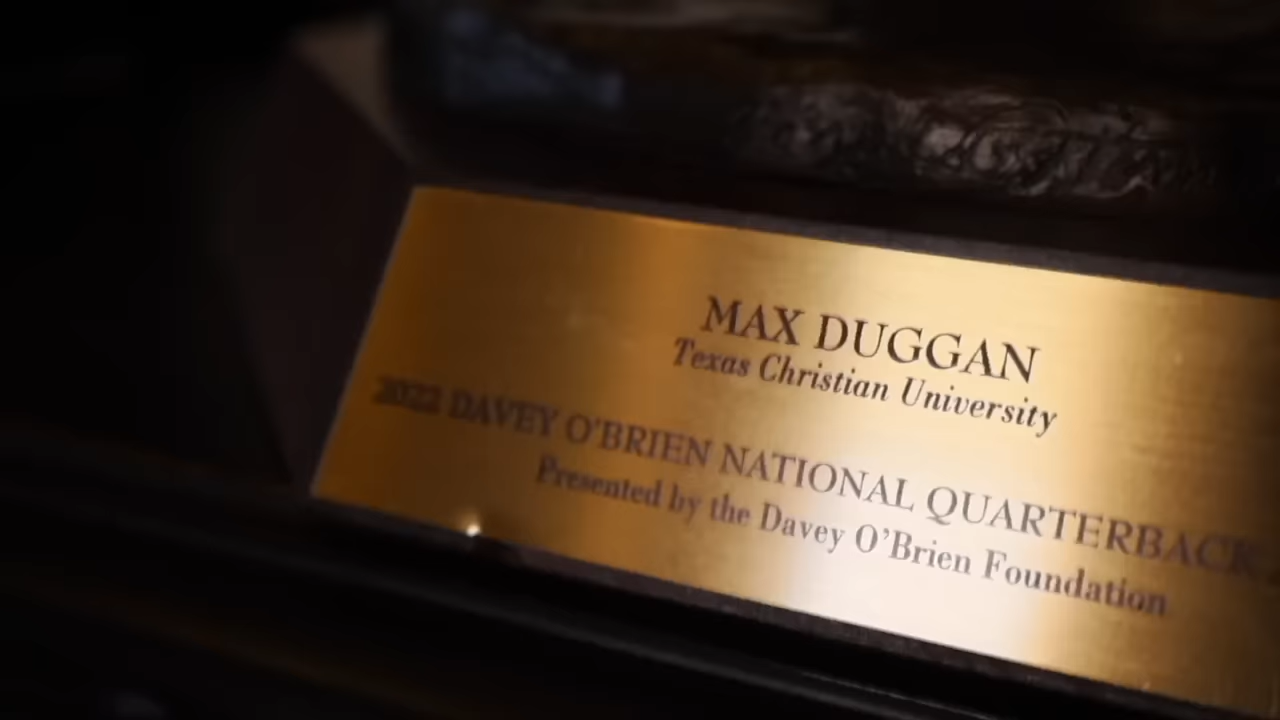 MAX DUGGAN
Texas Christian University
2022 DAVEY O'BRIEN NATIONAL QUARTERBACK
Presented by the Davey O'Brien Foundation